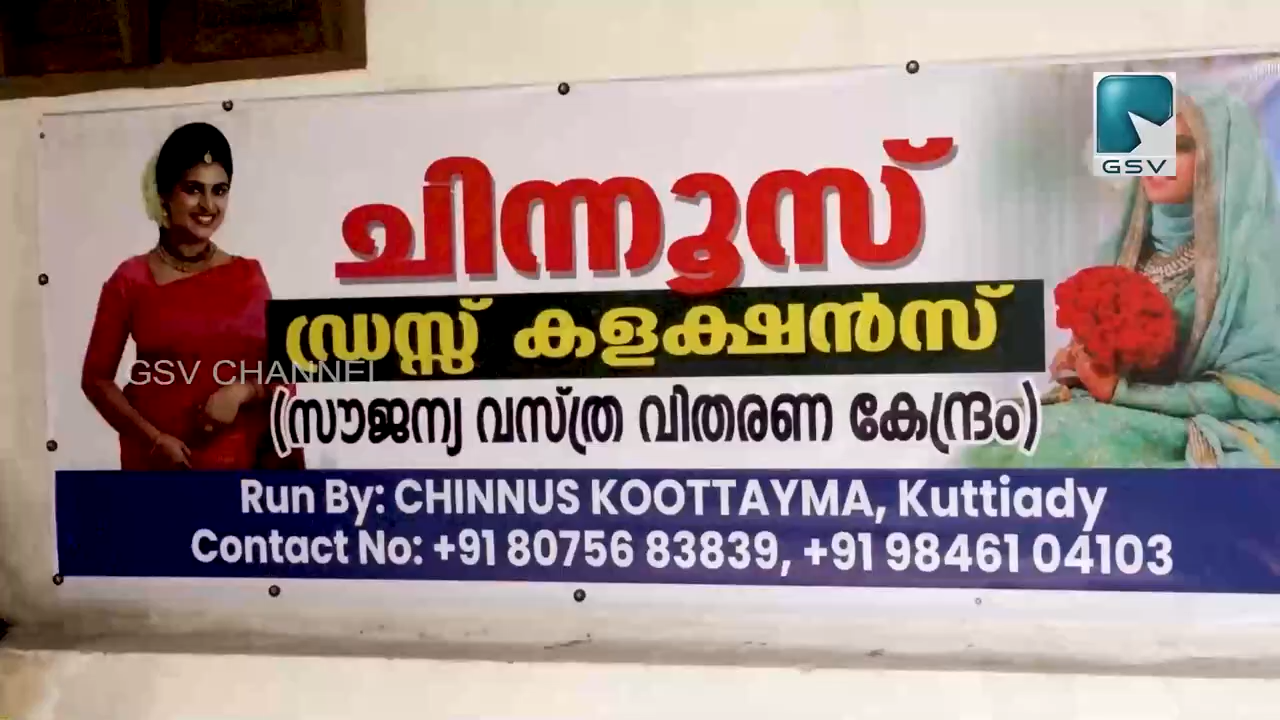 GSV
ചിന്നൂസ്
ഡ്രസ്സ് കളക്ഷൻസ്
GSV CHANNEL
(സൗജന്യ വസ്ത്ര വിതരണ കേന്ദ്രം)
Run By: CHINNUS KOOTTAYMA, Kuttiady
Contact No: +91 80756 83839, +91 98461 04103